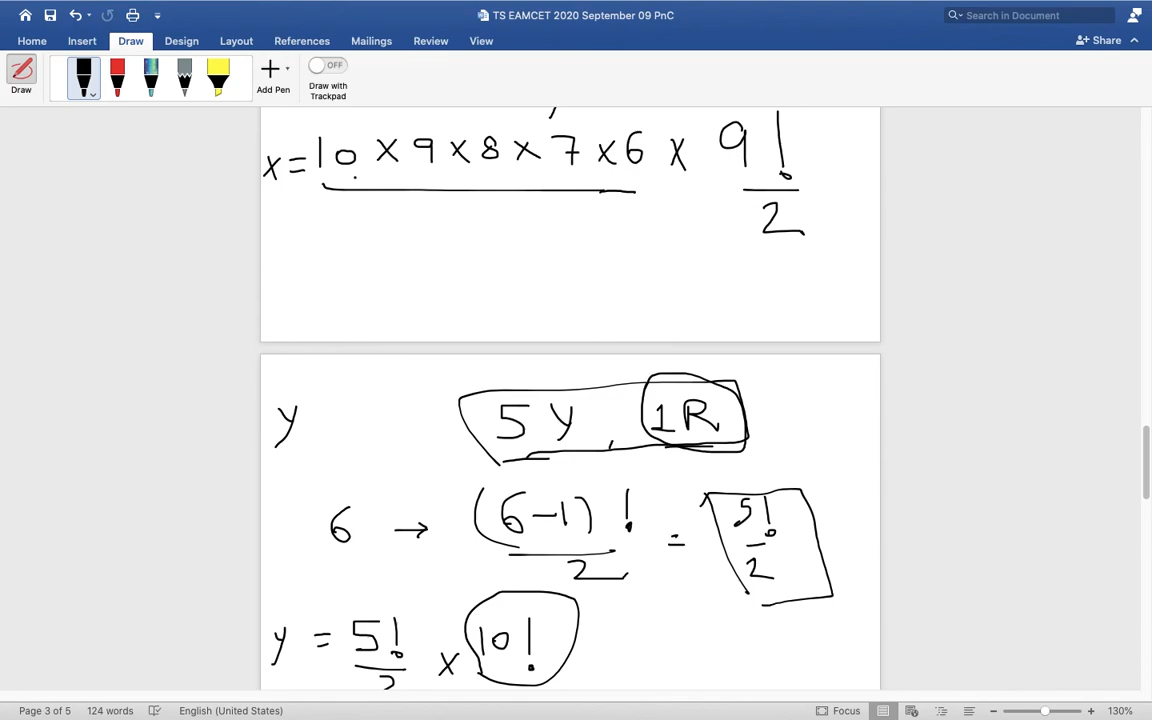 TS EAMCET 2020 September 09 PnC
Search in Document
Home Insert Draw Design Layout References Mailings Review View
Share
Draw
Add Pen
OFF
Draw with
Trackpad
x = 10 × 9 × 8 × 7 × 6 × 9!
2
y 5y, 1R
6 → (6-1)! = 5!
2 2
y = 5! × 10!
2
Page 3 of 5 124 words English (United States) Focus 130%